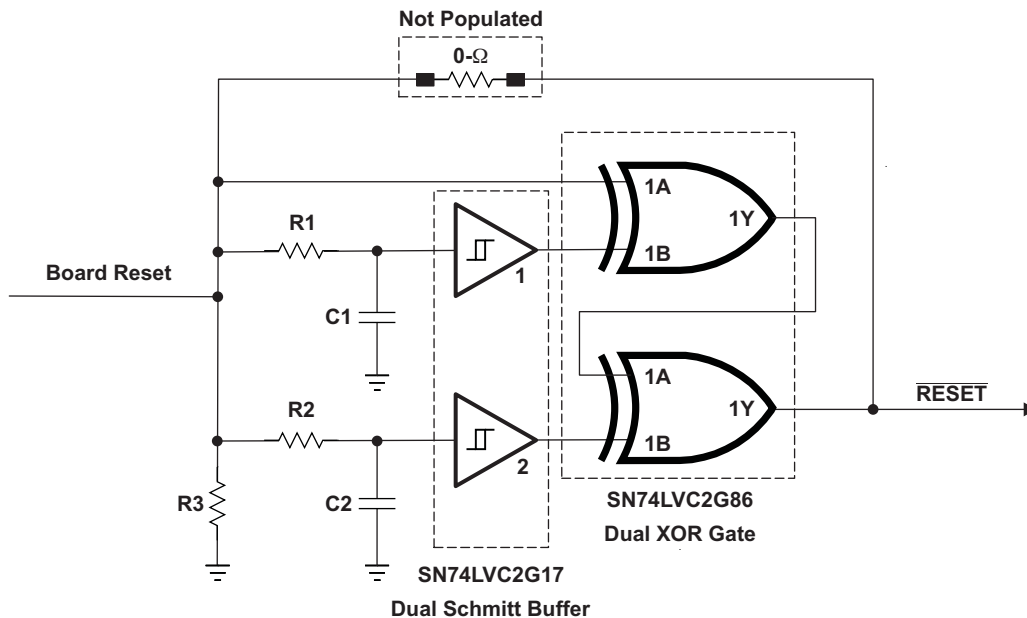 Not Populated
0-Ω
1A
1Y
1B
R1
1
Board Reset
C1
1A
1Y
1B
RESET
R2
2
R3
C2
SN74LVC2G86
Dual XOR Gate
SN74LVC2G17
Dual Schmitt Buffer